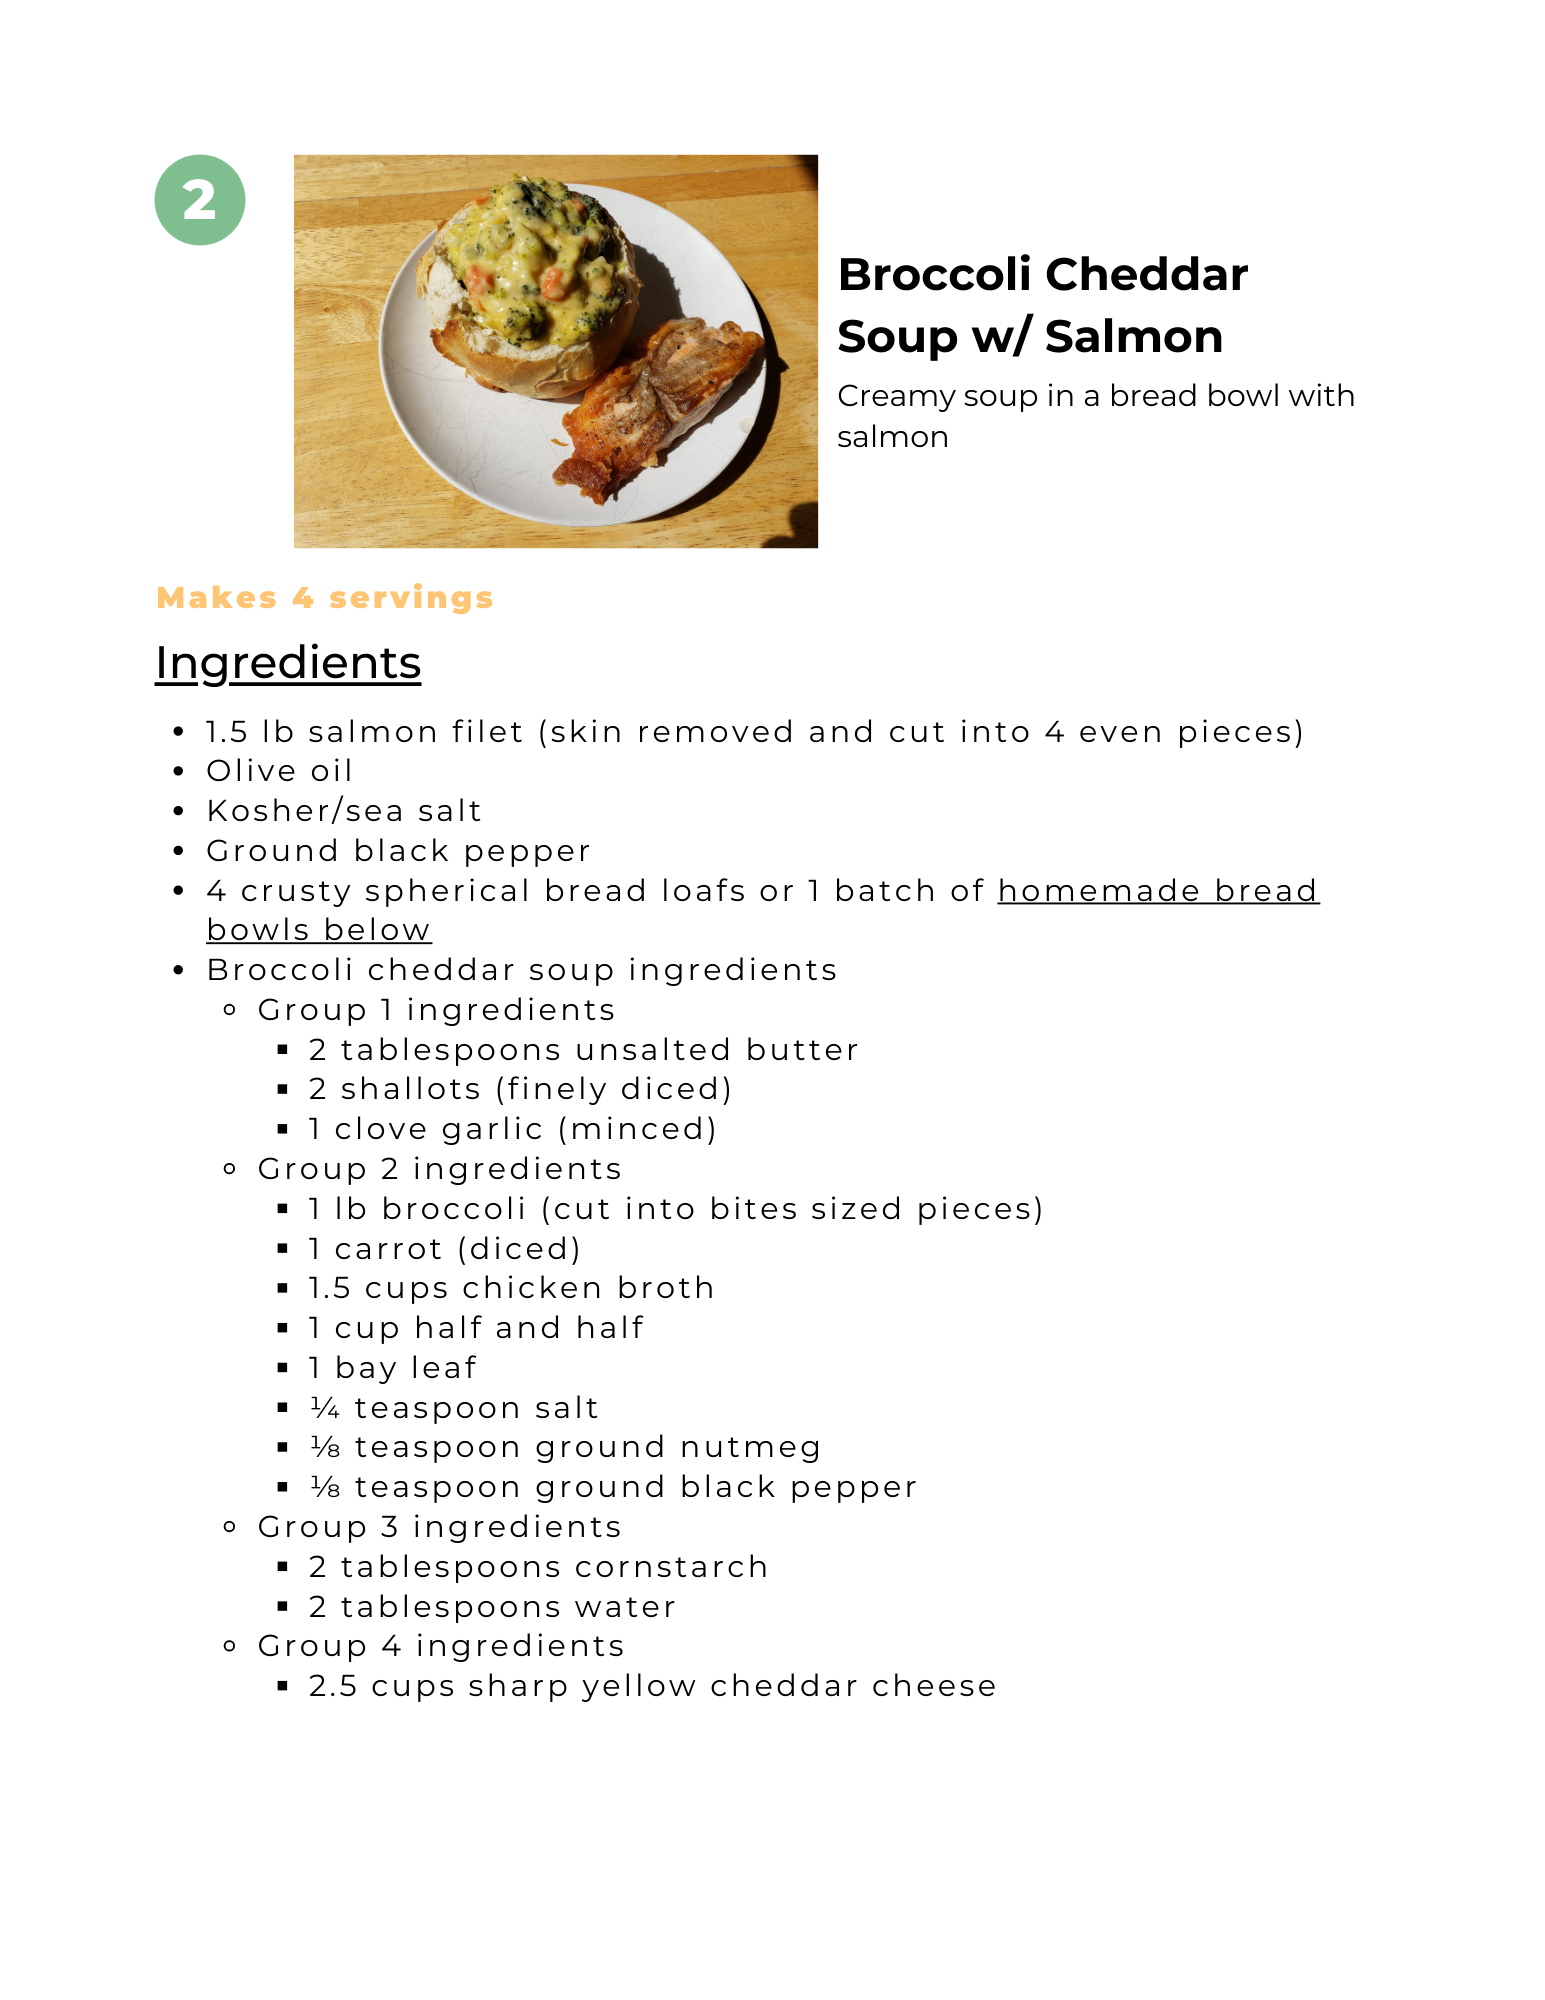 2
Broccoli Cheddar
Soup w/ Salmon
Creamy soup in a bread bowl with
salmon
Makes 4 servings
Ingredients
• 1.5 lb salmon filet (skin removed and cut into 4 even pieces)
• Olive oil
• Kosher/sea salt
• Ground black pepper
• 4 crusty spherical bread loafs or 1 batch of homemade bread
bowls below
• Broccoli cheddar soup ingredients
◦ Group 1 ingredients
▪ 2 tablespoons unsalted butter
▪ 2 shallots (finely diced)
▪ 1 clove garlic (minced)
◦ Group 2 ingredients
▪ 1 lb broccoli (cut into bites sized pieces)
▪ 1 carrot (diced)
▪ 1.5 cups chicken broth
▪ 1 cup half and half
▪ 1 bay leaf
▪ ¼ teaspoon salt
▪ ⅛ teaspoon ground nutmeg
▪ ⅛ teaspoon ground black pepper
◦ Group 3 ingredients
▪ 2 tablespoons cornstarch
▪ 2 tablespoons water
◦ Group 4 ingredients
▪ 2.5 cups sharp yellow cheddar cheese